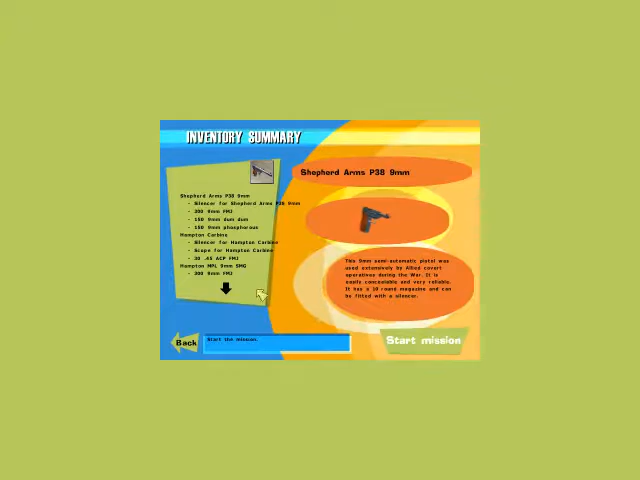 INVENTORY SUMMARY
Shepherd Arms P38 9mm
- Silencer for Shepherd Arms P38 9mm
- 200 9mm FMJ
- 150 9mm dum dum
- 150 9mm phosphorous
Hampton Carbine
- Silencer for Hampton Carbine
- Scope for Hampton Carbine
- 30 .45 ACP FMJ
Hampton MPL 9mm SMG
- 300 9mm FMJ
Shepherd Arms P38 9mm
This 9mm semi-automatic pistol was
used extensively by Allied covert
operatives during the War. It is
easily concealable and very reliable.
It has a 10 round magazine and can
be fitted with a silencer.
Back
Start the mission.
Start mission